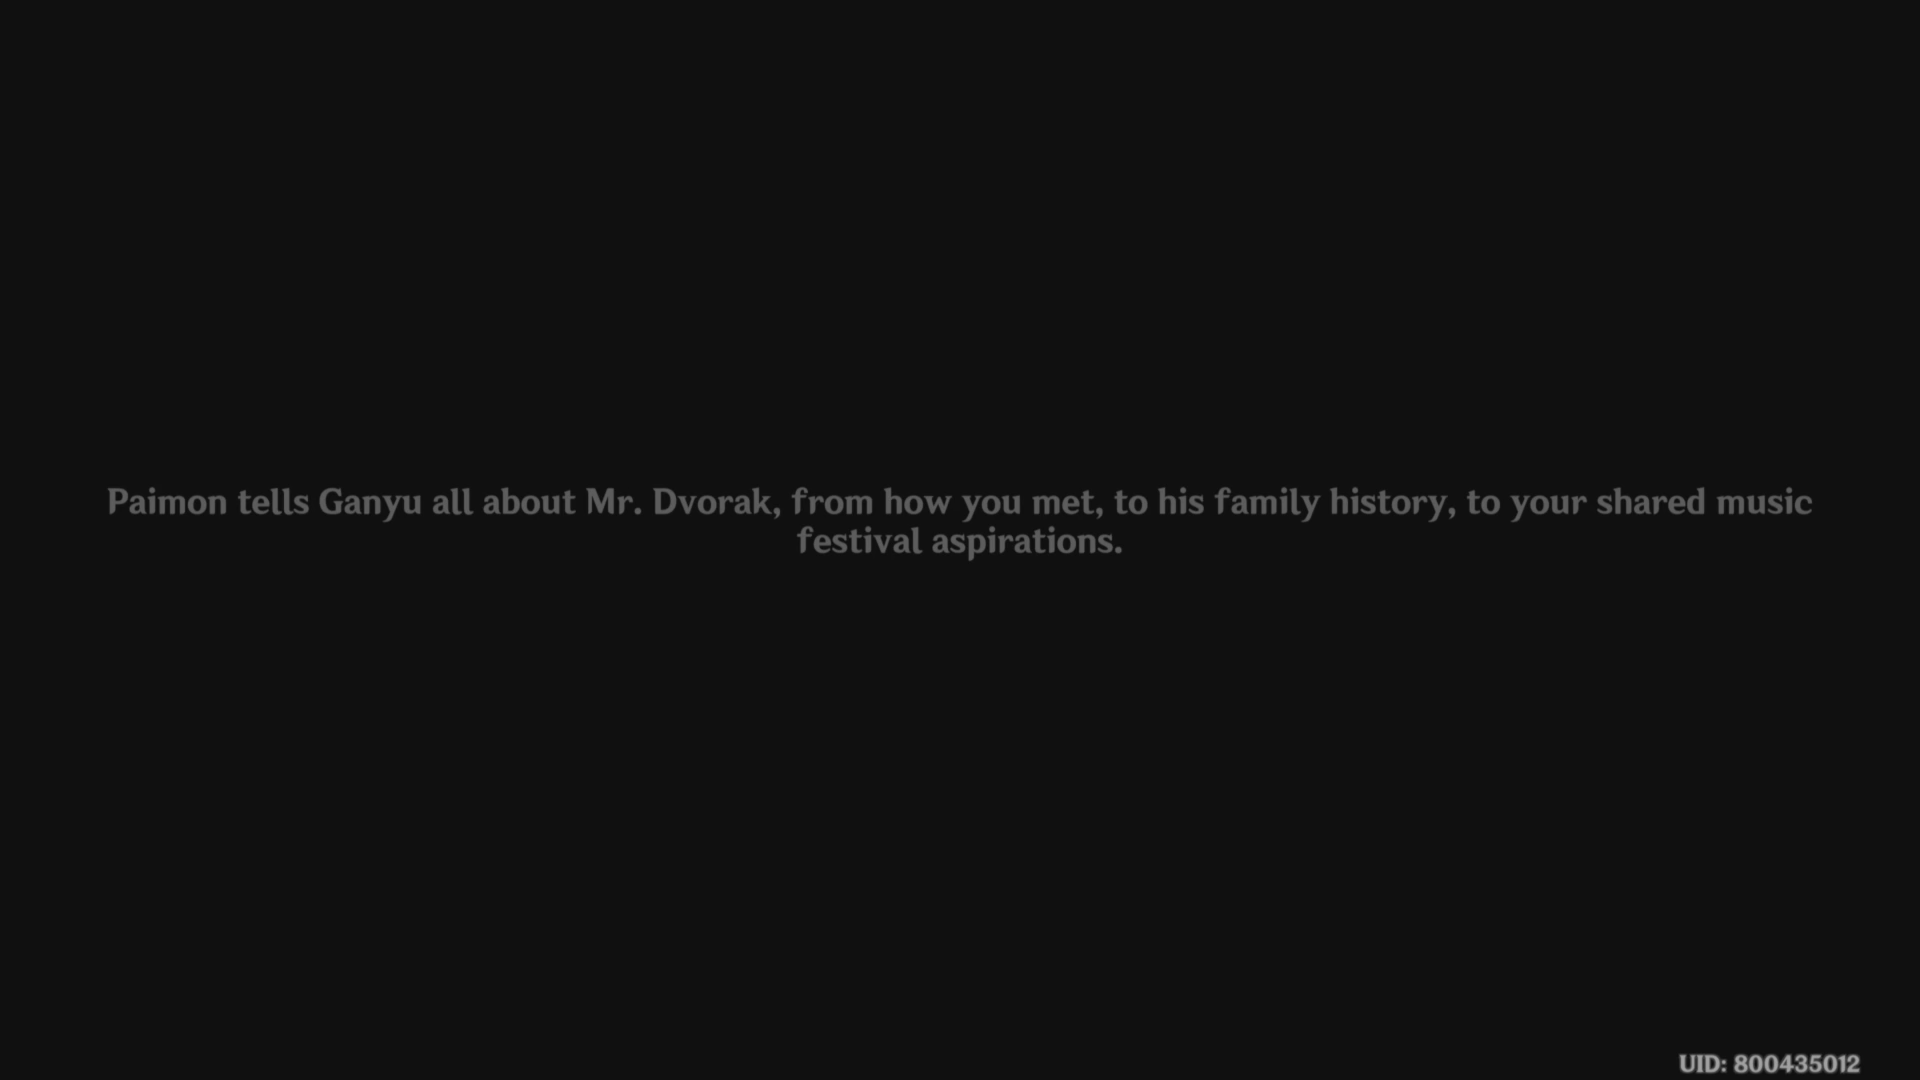 Paimon tells Ganyu all about Mr. Dvorak, from how you met, to his family history, to your shared music
festival aspirations.
UID: 800435012